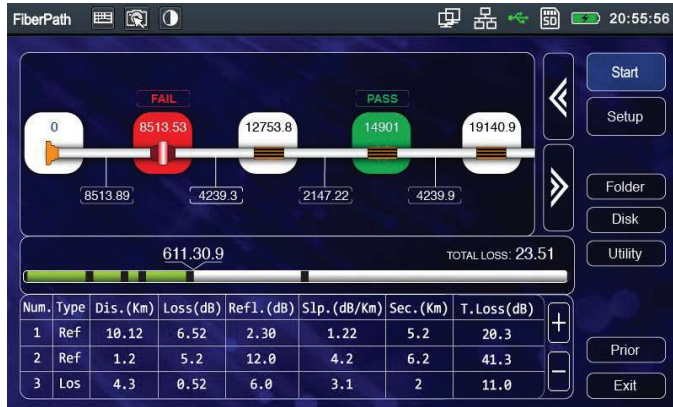 FiberPath SD 20:55:56
FAIL PASS
0 8513.53 12753.8 14901 19140.9
8513.89 4239.3 2147.22 4239.9
611.30.9 TOTAL LOSS: 23.51
Num. Type Dis.(Km) Loss(dB) Refl.(dB) Slp.(dB/Km) Sec.(Km) T.Loss(dB)
1 Ref 10.12 6.52 2.30 1.22 5.2 20.3
2 Ref 1.2 5.2 12.0 4.2 6.2 41.3
3 Los 4.3 0.52 6.0 3.1 2 11.0
Start
Setup
Folder
Disk
Utility
Prior
Exit